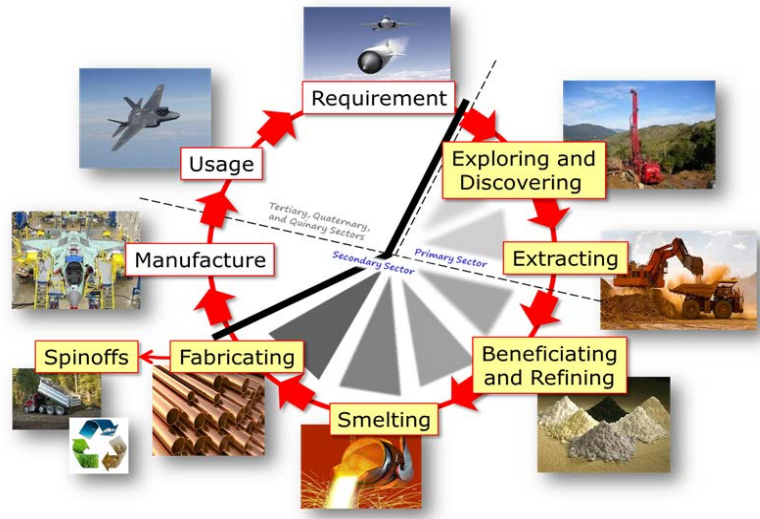 Requirement
Exploring and
Discovering
Usage
Tertiary, Quaternary,
and Quinary Sectors
Primary Sector
Secondary Sector
Extracting
Manufacture
Beneficiating
and Refining
Spinoffs
Fabricating
Smelting